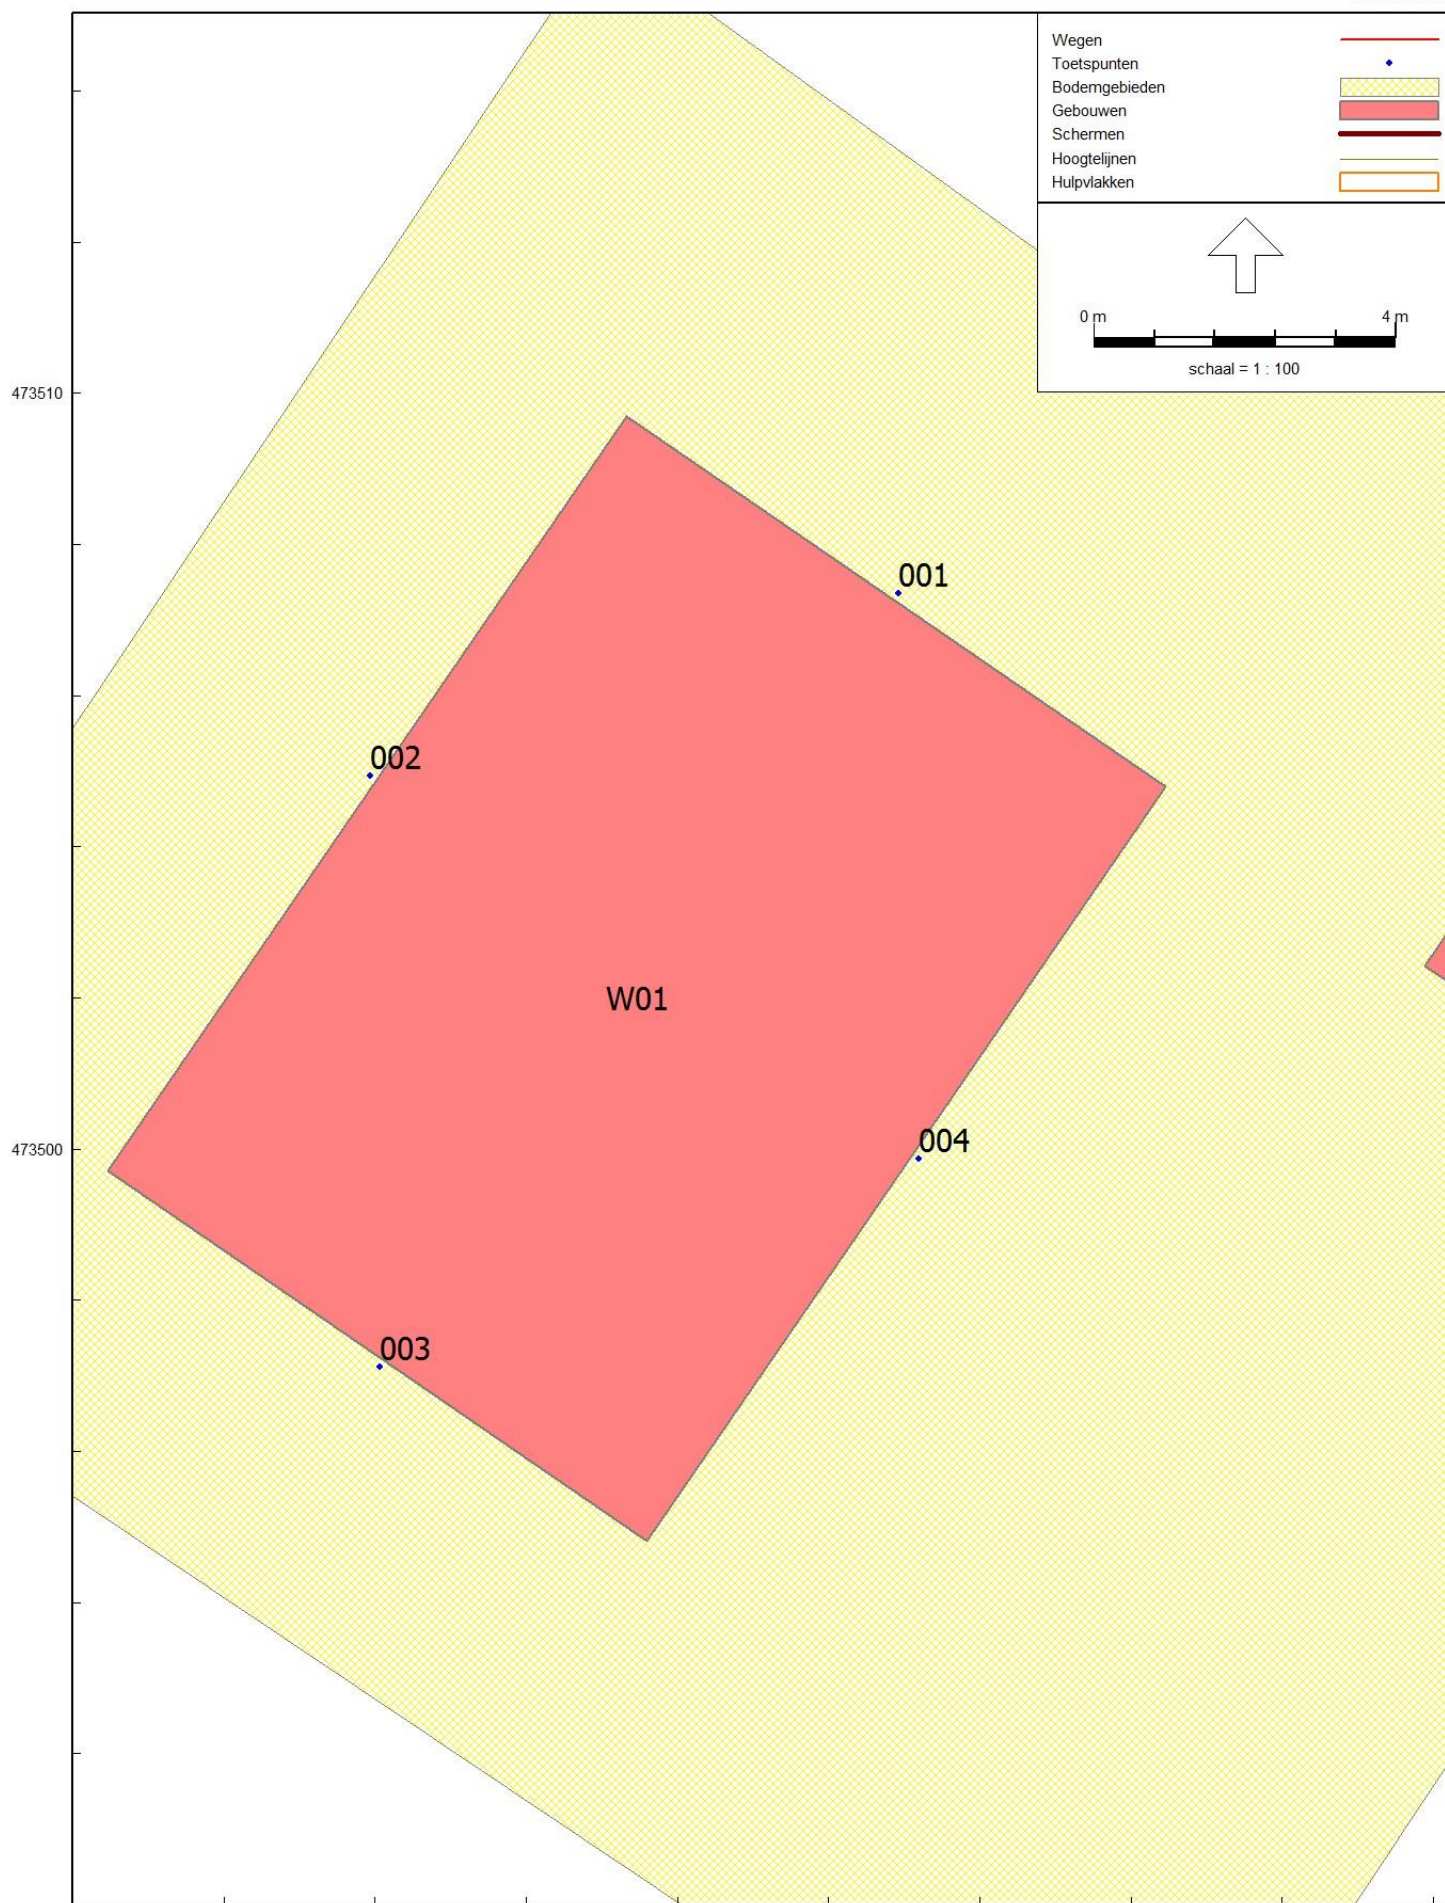 Wegen
Toetspunten
Bodemgebieden
Gebouwen
Schermen
Hoogtelijnen
Hulpvlakken
0 m 4 m
schaal = 1 : 100
473510
001
002
W01
004
473500
003